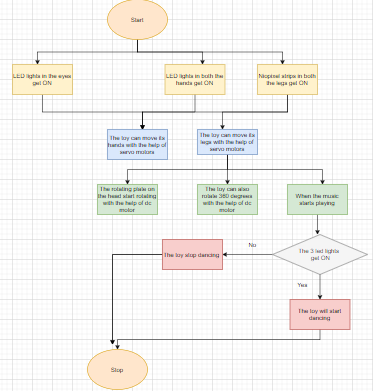 Start
LED lights in the eyes
get ON
LED lights in both the
hands get ON
Niopixel strips in both
the legs get ON
The toy can move its
hands with the help of
servo motors
The toy can move its
legs with the help of
servo motors
The rotating plate on
the head start rotating
with the help of dc
motor
The toy can also
rotate 360 degrees
with the help of dc
motor
When the music
starts playing
The 3 led lights
get ON
No
The toy stop dancing
Yes
The toy will start
dancing
Stop